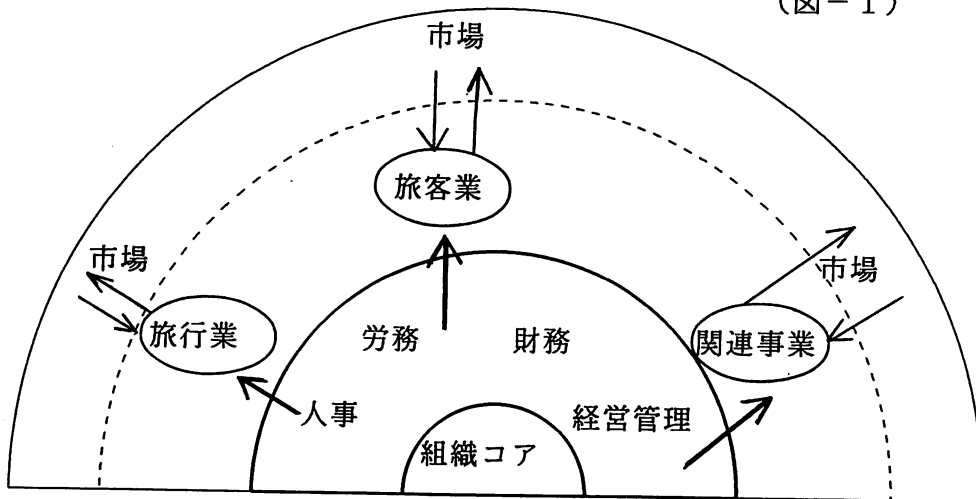 (図-1)
市場
旅客業
市場
市場
旅行業
労務
財務
関連事業
人事
経営管理
組織コア